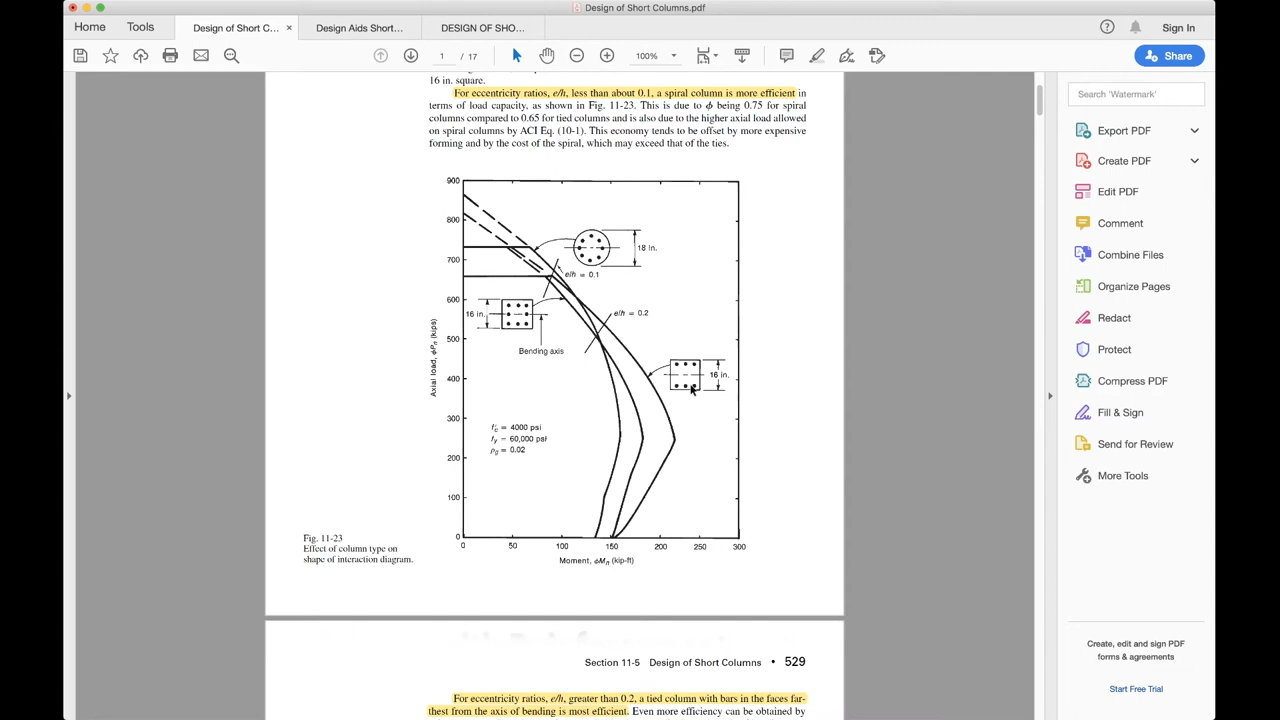 Design of Short Columns.pdf
Home Tools Design of Short C... × Design Aids Short... DESIGN OF SHO... Sign In
1 / 17 100% Share
16 in. square.
For eccentricity ratios, e/h, less than about 0.1, a spiral column is more efficient in
terms of load capacity, as shown in Fig. 11-23. This is due to ϕ being 0.75 for spiral
columns compared to 0.65 for tied columns and is also due to the higher axial load allowed
on spiral columns by ACI Eq. (10-1). This economy tends to be offset by more expensive
forming and by the cost of the spiral, which may exceed that of the ties.
900
800
700
600
500
400
300
200
100
0
Axial load, ϕPn (kips)
18 in.
e/h = 0.1
16 in.
e/h = 0.2
Bending axis
16 in.
f′c = 4000 psi
fy = 60,000 psi
ρg = 0.02
0 50 100 150 200 250 300
Moment, ϕMn (kip-ft)
Fig. 11-23
Effect of column type on
shape of interaction diagram.
Section 11-5 Design of Short Columns • 529
For eccentricity ratios, e/h, greater than 0.2, a tied column with bars in the faces far-
thest from the axis of bending is most efficient. Even more efficiency can be obtained by
Search 'Watermark'
Export PDF
Create PDF
Edit PDF
Comment
Combine Files
Organize Pages
Redact
Protect
Compress PDF
Fill & Sign
Send for Review
More Tools
Create, edit and sign PDF
forms & agreements
Start Free Trial